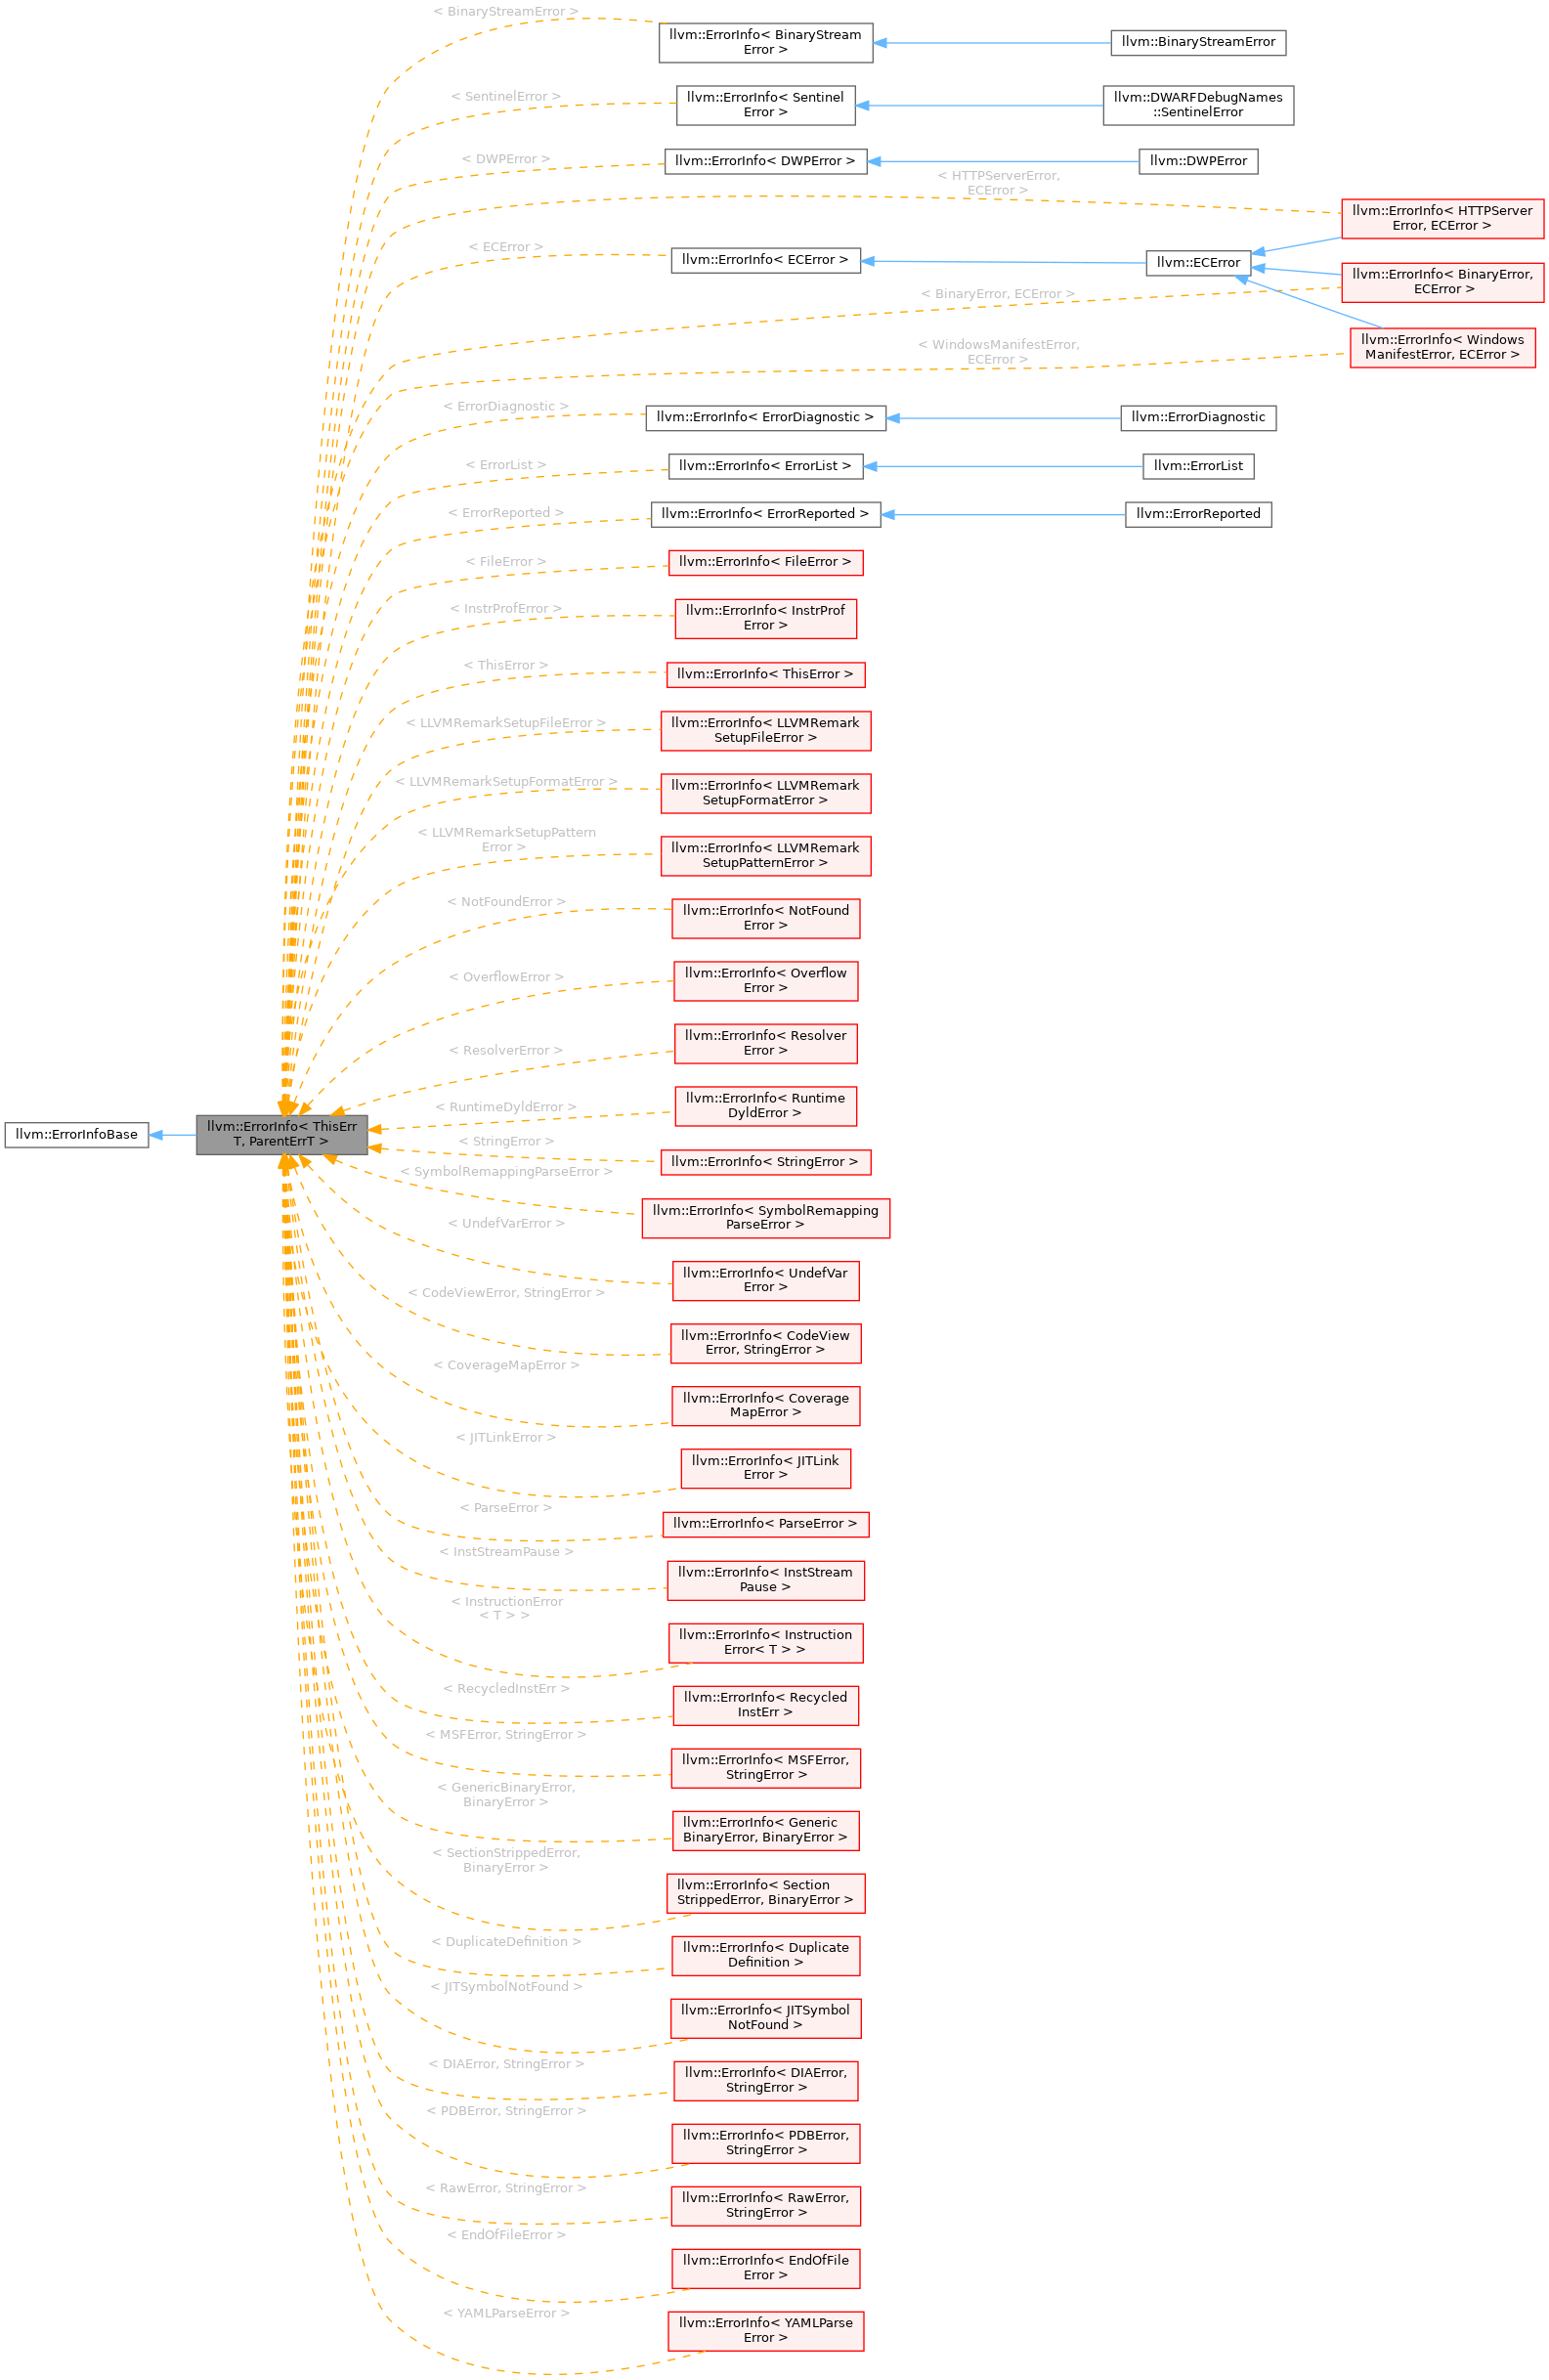 < BinaryStreamError >
llvm::ErrorInfo< BinaryStream
Error >
llvm::BinaryStreamError
< SentinelError >
llvm::ErrorInfo< Sentinel
Error >
llvm::DWARFDebugNames
::SentinelError
< DWPError >
llvm::ErrorInfo< DWPError >
llvm::DWPError
< HTTPServerError,
ECError >
llvm::ErrorInfo< HTTPServer
Error, ECError >
< ECError >
llvm::ErrorInfo< ECError >
llvm::ECError
llvm::ErrorInfo< BinaryError,
ECError >
< BinaryError, ECError >
< WindowsManifestError,
ECError >
llvm::ErrorInfo< Windows
ManifestError, ECError >
< ErrorDiagnostic >
llvm::ErrorInfo< ErrorDiagnostic >
llvm::ErrorDiagnostic
< ErrorList >
llvm::ErrorInfo< ErrorList >
llvm::ErrorList
< ErrorReported >
llvm::ErrorInfo< ErrorReported >
llvm::ErrorReported
< FileError >
llvm::ErrorInfo< FileError >
< InstrProfError >
llvm::ErrorInfo< InstrProf
Error >
< ThisError >
llvm::ErrorInfo< ThisError >
< LLVMRemarkSetupFileError >
llvm::ErrorInfo< LLVMRemark
SetupFileError >
< LLVMRemarkSetupFormatError >
llvm::ErrorInfo< LLVMRemark
SetupFormatError >
< LLVMRemarkSetupPattern
Error >
llvm::ErrorInfo< LLVMRemark
SetupPatternError >
< NotFoundError >
llvm::ErrorInfo< NotFound
Error >
< OverflowError >
llvm::ErrorInfo< Overflow
Error >
< ResolverError >
llvm::ErrorInfo< Resolver
Error >
< RuntimeDyldError >
llvm::ErrorInfo< Runtime
DyldError >
llvm::ErrorInfoBase
llvm::ErrorInfo< ThisErr
T, ParentErrT >
< StringError >
llvm::ErrorInfo< StringError >
< SymbolRemappingParseError >
llvm::ErrorInfo< SymbolRemapping
ParseError >
< UndefVarError >
llvm::ErrorInfo< UndefVar
Error >
< CodeViewError, StringError >
llvm::ErrorInfo< CodeView
Error, StringError >
< CoverageMapError >
llvm::ErrorInfo< Coverage
MapError >
< JITLinkError >
llvm::ErrorInfo< JITLink
Error >
< ParseError >
llvm::ErrorInfo< ParseError >
< InstStreamPause >
llvm::ErrorInfo< InstStream
Pause >
< InstructionError
< T > >
llvm::ErrorInfo< Instruction
Error< T > >
< RecycledInstErr >
llvm::ErrorInfo< Recycled
InstErr >
< MSFError, StringError >
llvm::ErrorInfo< MSFError,
StringError >
< GenericBinaryError,
BinaryError >
llvm::ErrorInfo< Generic
BinaryError, BinaryError >
< SectionStrippedError,
BinaryError >
llvm::ErrorInfo< Section
StrippedError, BinaryError >
< DuplicateDefinition >
llvm::ErrorInfo< Duplicate
Definition >
< JITSymbolNotFound >
llvm::ErrorInfo< JITSymbol
NotFound >
< DIAError, StringError >
llvm::ErrorInfo< DIAError,
StringError >
< PDBError, StringError >
llvm::ErrorInfo< PDBError,
StringError >
< RawError, StringError >
llvm::ErrorInfo< RawError,
StringError >
< EndOfFileError >
llvm::ErrorInfo< EndOfFile
Error >
< YAMLParseError >
llvm::ErrorInfo< YAMLParse
Error >